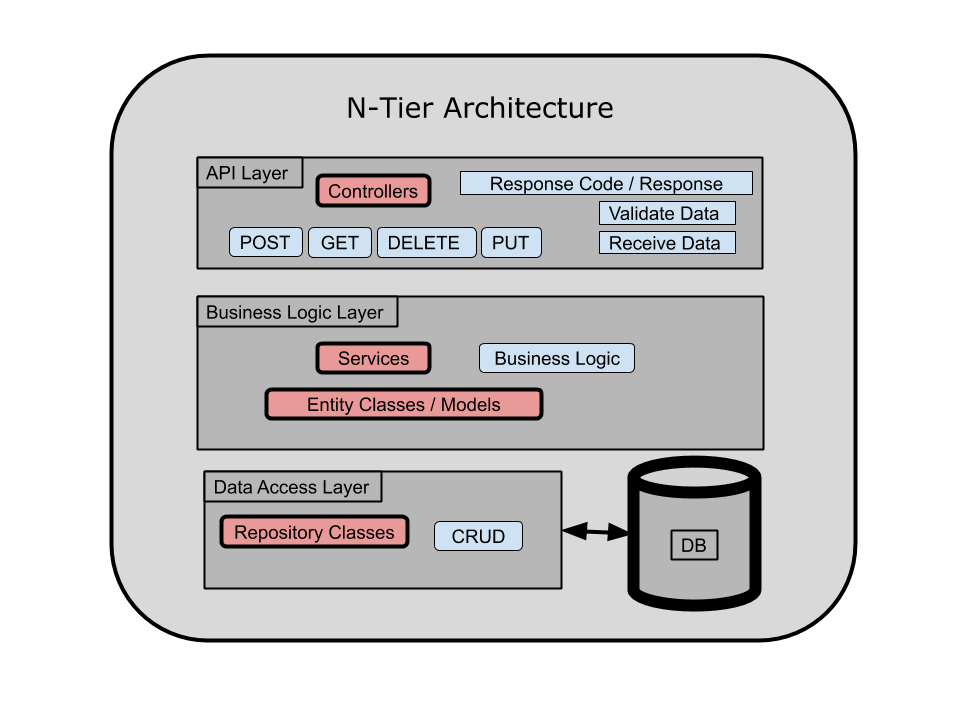 N-Tier Architecture
API Layer
Controllers
Response Code / Response
Validate Data
Receive Data
POST GET DELETE PUT
Business Logic Layer
Services
Business Logic
Entity Classes / Models
Data Access Layer
Repository Classes
CRUD
DB